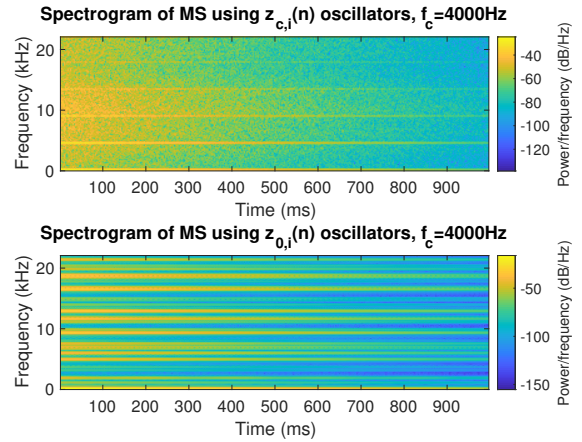 Spectrogram of MS using z_{c,i}(n) oscillators, f_c=4000Hz
Frequency (kHz)
20
10
0
100 200 300 400 500 600 700 800 900
Time (ms)
-40
-60
-80
-100
-120
Power/frequency (dB/Hz)
Spectrogram of MS using z_{0,i}(n) oscillators, f_c=4000Hz
Frequency (kHz)
20
10
0
100 200 300 400 500 600 700 800 900
Time (ms)
-50
-100
-150
Power/frequency (dB/Hz)